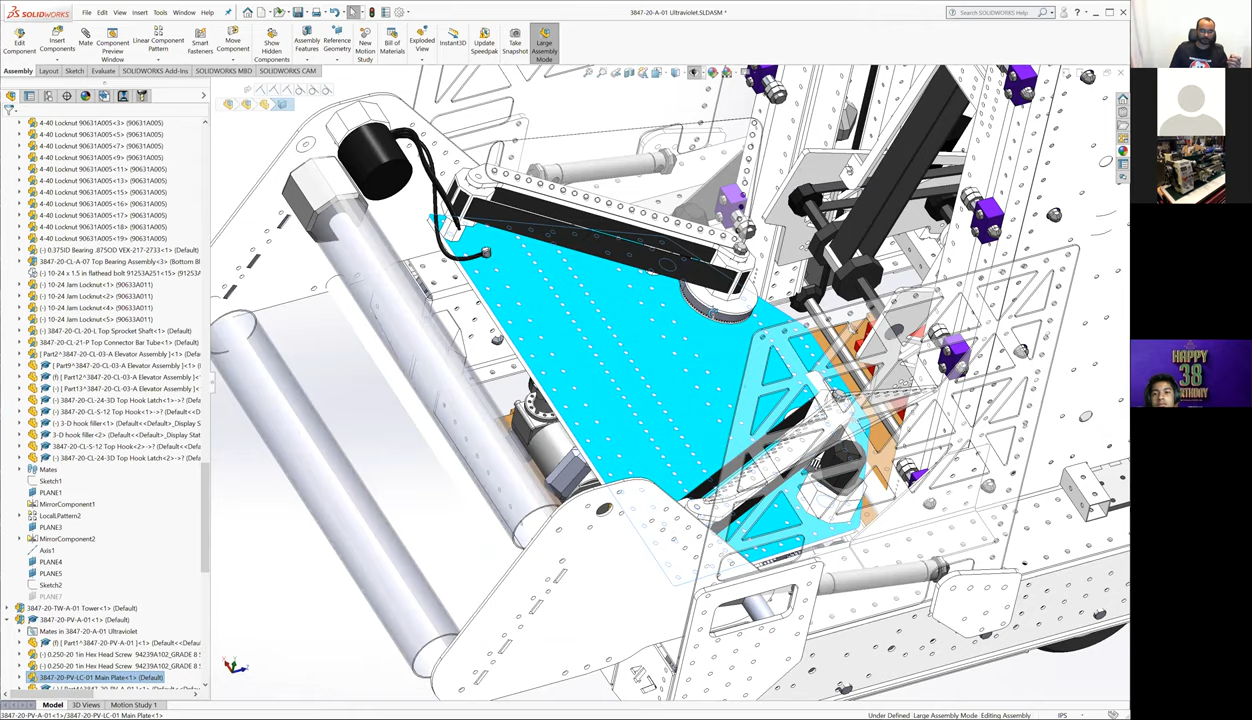 SOLIDWORKS
File Edit View Insert Tools Window
3847-20-A-01 Ultraviolet.SLDASM *
Search SOLIDWORKS Help
Edit Component
Insert Components
Mate
Component Preview Window
Linear Component Pattern
Smart Fasteners
Move Component
Show Hidden Components
Assembly Features
Reference Geometry
New Motion Study
Bill of Materials
Exploded View
Instant3D
Update Speedpak
Take Snapshot
Large Assembly Mode
Assembly Layout Sketch Evaluate SOLIDWORKS Add-Ins SOLIDWORKS MBD SOLIDWORKS CAM
4-40 Locknut 90631A005<3> (90631A005)
4-40 Locknut 90631A005<5> (90631A005)
4-40 Locknut 90631A005<7> (90631A005)
4-40 Locknut 90631A005<9> (90631A005)
4-40 Locknut 90631A005<11> (90631A005)
4-40 Locknut 90631A005<13> (90631A005)
4-40 Locknut 90631A005<15> (90631A005)
4-40 Locknut 90631A005<16> (90631A005)
4-40 Locknut 90631A005<17> (90631A005)
4-40 Locknut 90631A005<18> (90631A005)
4-40 Locknut 90631A005<19> (90631A005)
(-) 0.375ID Bearing .875OD VEX-217-2733<1> (
3847-20-CL-A-07 Top Bearing Assembly<3> (Bottom Bl
(-) 10-24 x 1.5 in flathead bolt 91253A251<15> (91253A
(-) 10-24 Jam Locknut<1> (90633A011)
(-) 10-24 Jam Locknut<2> (90633A011)
(-) 10-24 Jam Locknut<4> (90633A011)
(-) 10-24 Jam Locknut<5> (90633A011)
(-) 3847-20-CL-20-L Top Sprocket Shaft<1> (Default)
3847-20-CL-21-P Top Connector Bar Tube<1> (Default)
[ Part2^3847-20-CL-03-A Elevator Assembly ]<1> (
[ Part9^3847-20-CL-03-A Elevator Assembly ]<1> (
(f) [ Part12^3847-20-CL-03-A Elevator Assembly ]<1> (
(-) [ Part13^3847-20-CL-03-A Elevator Assembly ]<1> (
3847-20-CL-24-3D Top Hook Latch<1>->? (Default<<Def
3847-20-CL-S-12 Top Hook<1>->? (Default<<Default
(-) 3-D hook filler<1> (Default<<Default>_Display St
3-D hook filler<2> (Default<<Default>_Display Stat
3847-20-CL-S-12 Top Hook<2>->? (Default<<Default
3847-20-CL-24-3D Top Hook Latch<2>->? (Default<<Def
Mates
Sketch1
PLANE1
MirrorComponent1
LocalLPattern2
PLANE3
MirrorComponent2
Axis1
PLANE4
PLANE5
Sketch2
PLANE7
3847-20-TW-A-01 Tower<1> (Default)
3847-20-PV-A-01<1> (Default)
Mates in 3847-20-A-01 Ultraviolet
(f) [ Part1^3847-20-PV-A-01 ]<1> (Default<<Default>
(-) 0.250-20 1in Hex Head Screw 94239A102_GRADE 8 S
(-) 0.250-20 1in Hex Head Screw 94239A102_GRADE 8 S
3847-20-PV-LC-01 Main Plate<1> (Default)
Model 3D Views Motion Study 1
3847-20-PV-A-01<1>/3847-20-PV-LC-01 Main Plate<1>
Under Defined Large Assembly Mode Editing Assembly IPS
HAPPY
38